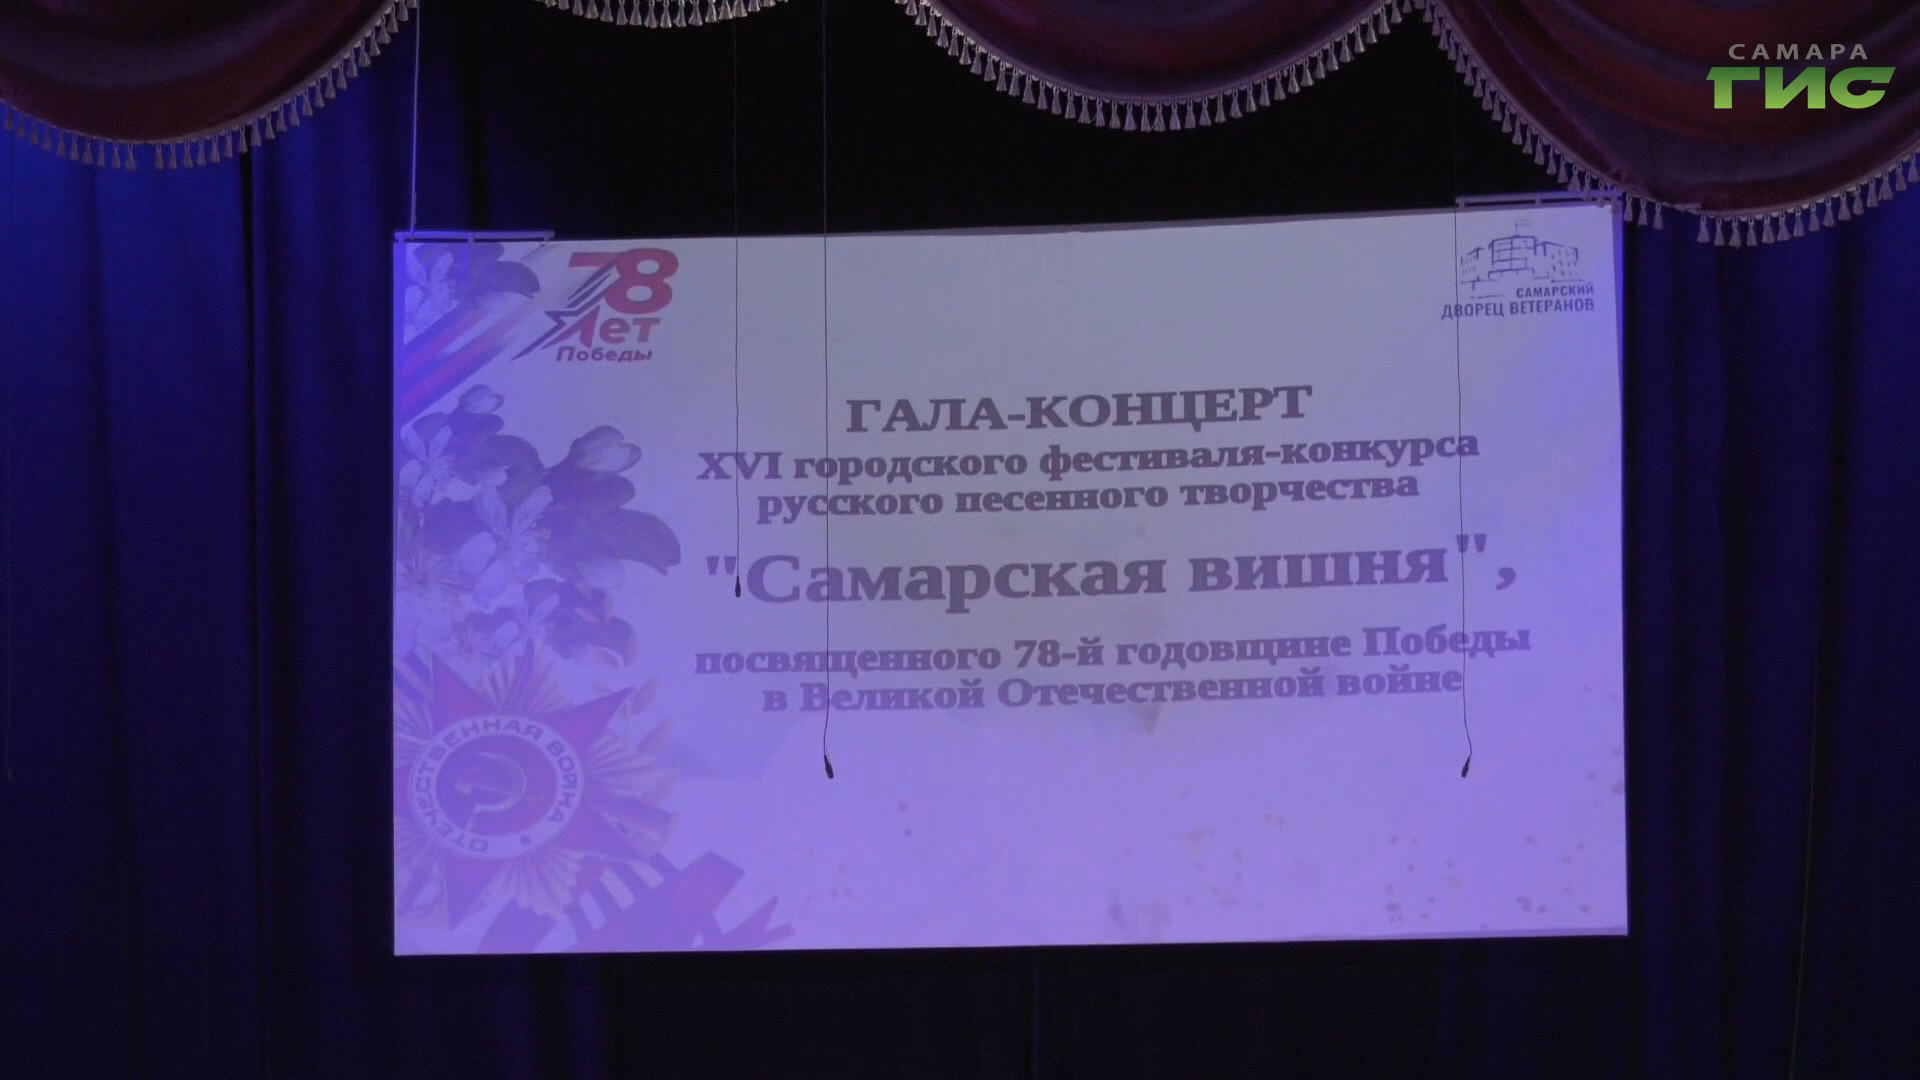 САМАРА
ГИС
78
Лет
Победы
САМАРСКИЙ
ДВОРЕЦ ВЕТЕРАНОВ
ГАЛА-КОНЦЕРТ
XVI городского фестиваля-конкурса
русского песенного творчества
"Самарская вишня",
посвященного 78-й годовщине Победы
в Великой Отечественной войне
ОТЕЧЕСТВЕННАЯ ВОЙНА